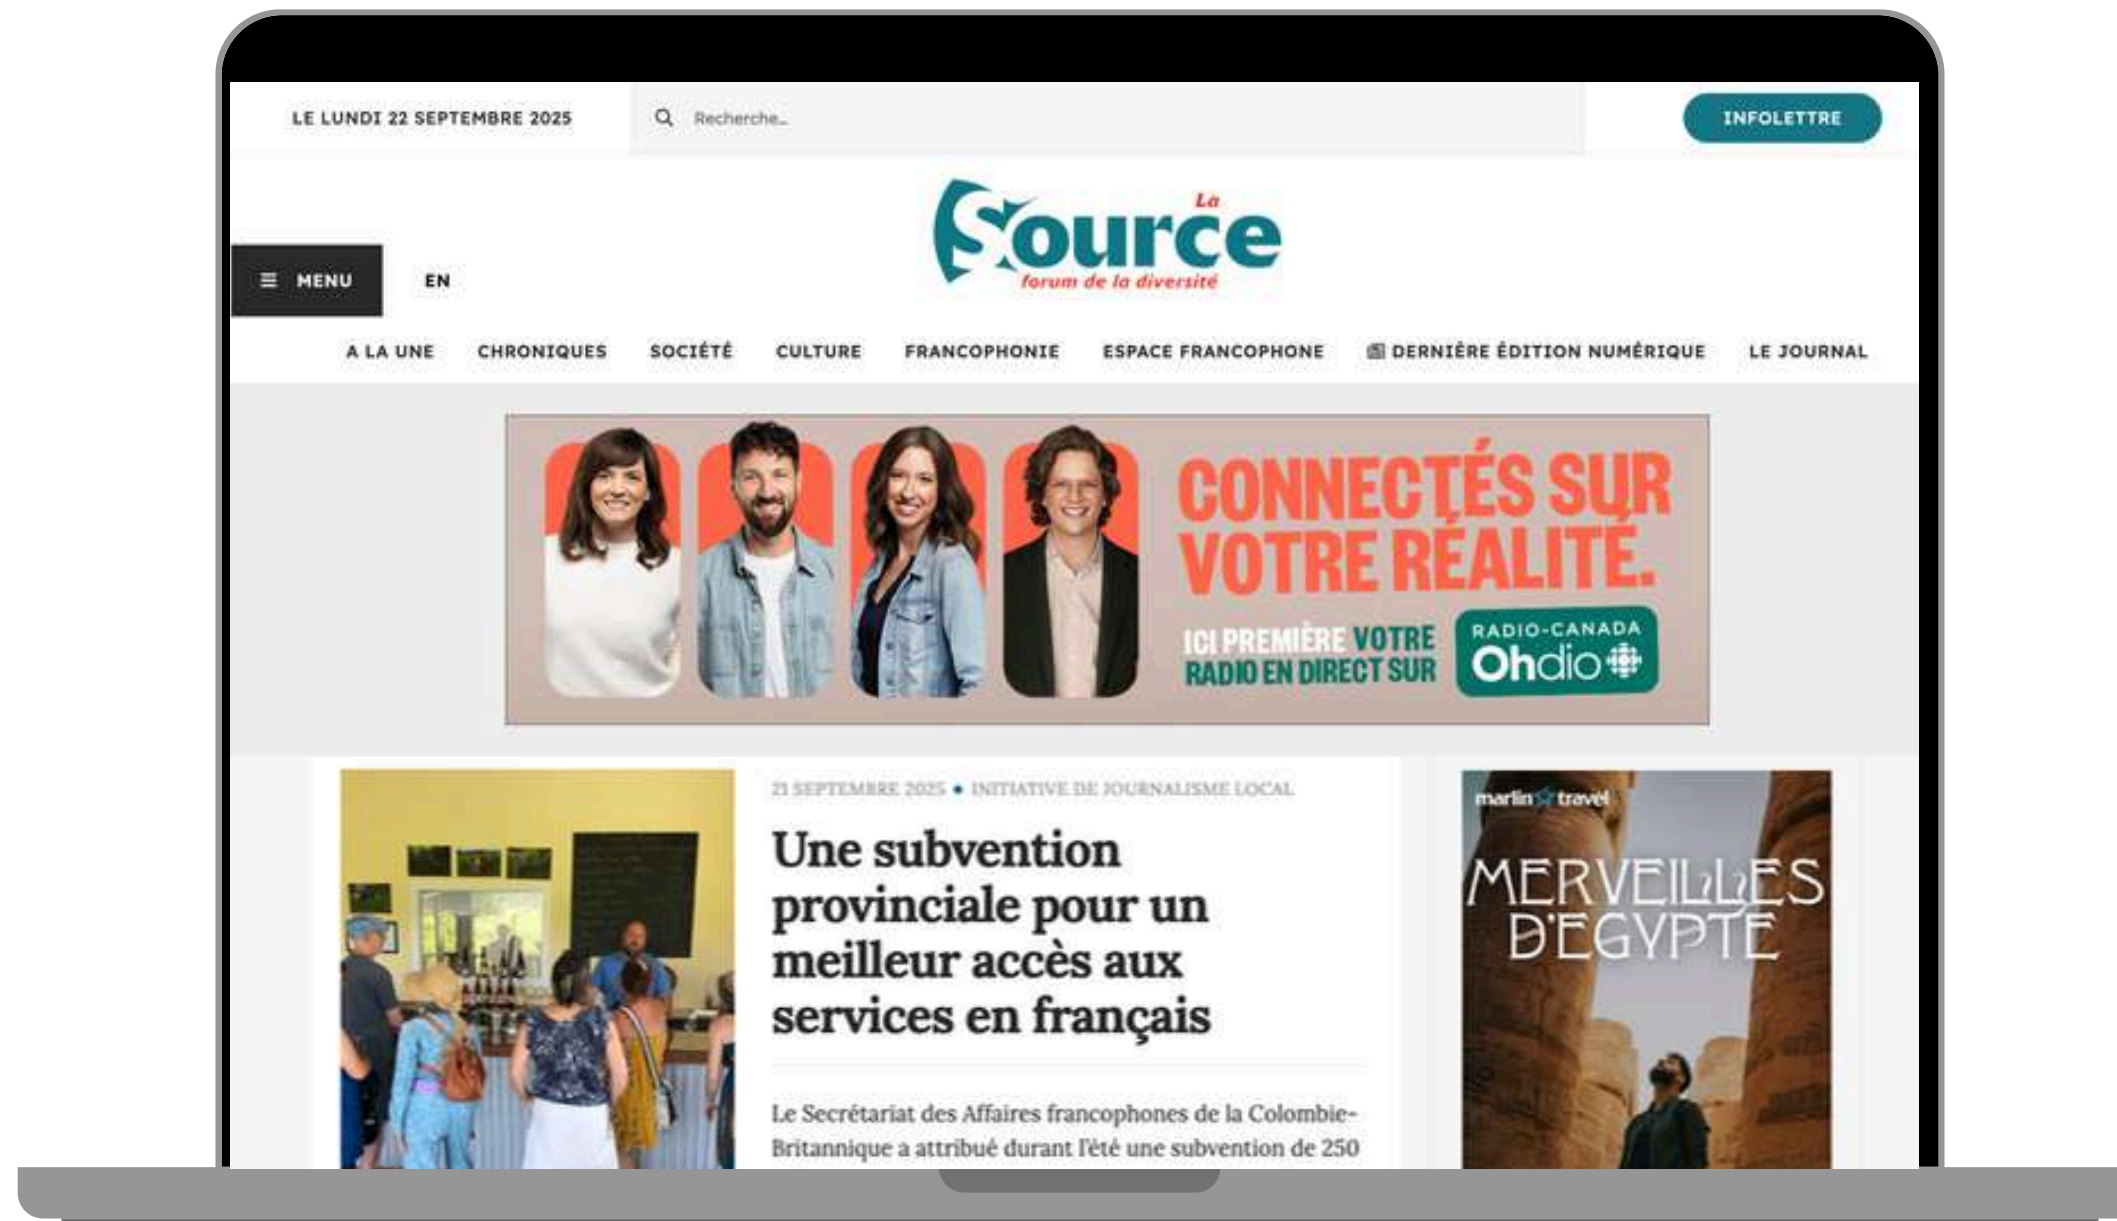 LE LUNDI 22 SEPTEMBRE 2025
Recherche...
INFOLETTRE
La
Source
forum de la diversité
MENU
EN
A LA UNE
CHRONIQUES
SOCIÉTÉ
CULTURE
FRANCOPHONIE
ESPACE FRANCOPHONE
DERNIÈRE ÉDITION NUMÉRIQUE
LE JOURNAL
CONNECTÉS SUR
VOTRE RÉALITÉ.
ICI PREMIÈRE VOTRE
RADIO EN DIRECT SUR
RADIO-CANADA
Ohdio
21 SEPTEMBRE 2025 • INITIATIVE DE JOURNALISME LOCAL
Une subvention
provinciale pour un
meilleur accès aux
services en français
Le Secrétariat des Affaires francophones de la Colombie-
Britannique a attribué durant l'été une subvention de 250
marlin travel
MERVEILLES
D'EGYPTE